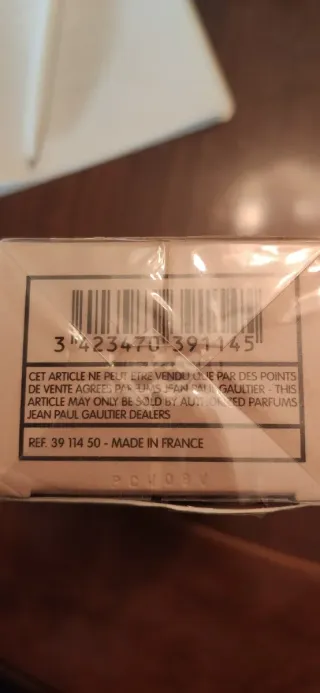 3 423470 391145
CET ARTICLE NE PEUT ETRE VENDU QUE PAR DES POINTS
DE VENTE AGREES PARFUMS JEAN PAUL GAULTIER - THIS
ARTICLE MAY ONLY BE SOLD BY AUTHORISED PARFUMS
JEAN PAUL GAULTIER DEALERS
REF. 39 114 50 - MADE IN FRANCE